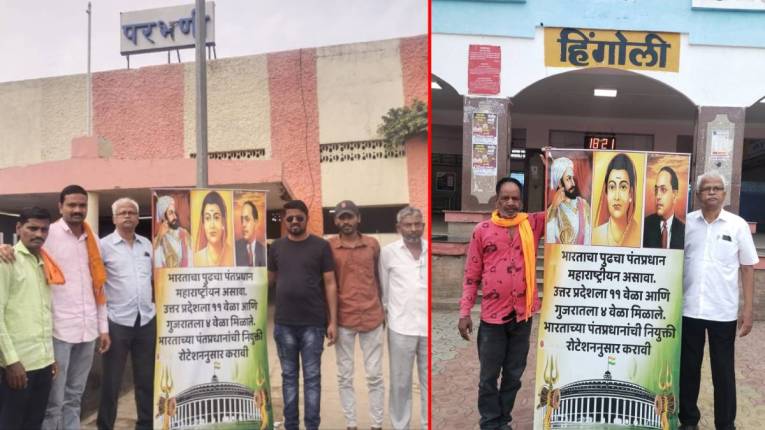 परभणी
भारताचा पुढचा पंतप्रधान
महाराष्ट्रीयन असावा.
उत्तर प्रदेशला ११ वेळा आणि
गुजरातला ४ वेळा मिळाले.
भारताच्या पंतप्रधानांची नियुक्ती
रोटेशननुसार करावी
हिंगोली
18:21
भारताचा पुढचा पंतप्रधान
महाराष्ट्रीयन असावा.
उत्तर प्रदेशला ११ वेळा आणि
गुजरातला ४ वेळा मिळाले.
भारताच्या पंतप्रधानांची नियुक्ती
रोटेशननुसार करावी